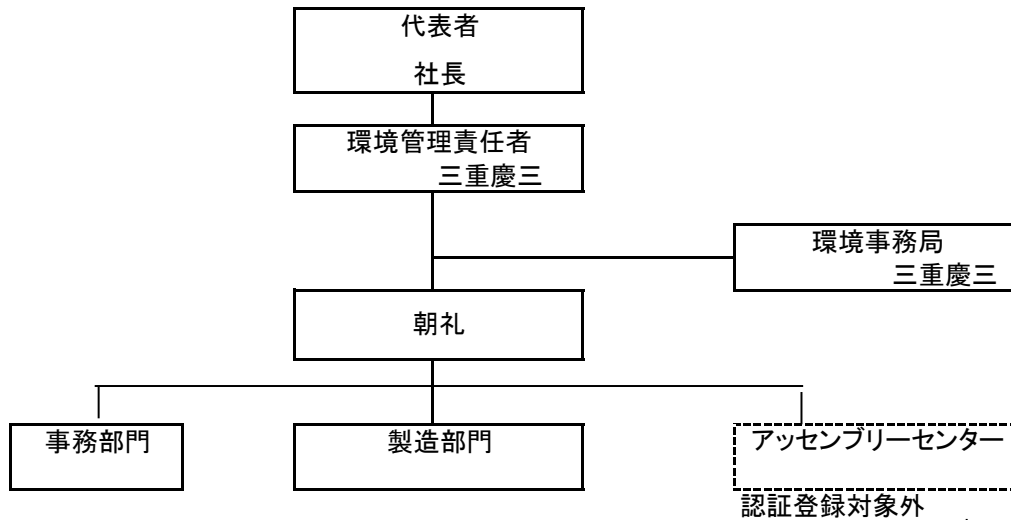 代表者
社長
環境管理責任者
三重慶三
環境事務局
三重慶三
朝礼
事務部門
製造部門
アッセンブリーセンター
認証登録対象外